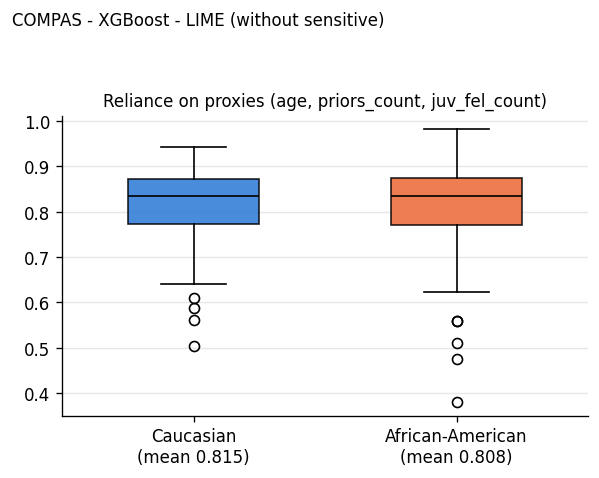 COMPAS - XGBoost - LIME (without sensitive)
Reliance on proxies (age, priors_count, juv_fel_count)
1.0
0.9
0.8
0.7
0.6
0.5
0.4
Caucasian
(mean 0.815)
African-American
(mean 0.808)